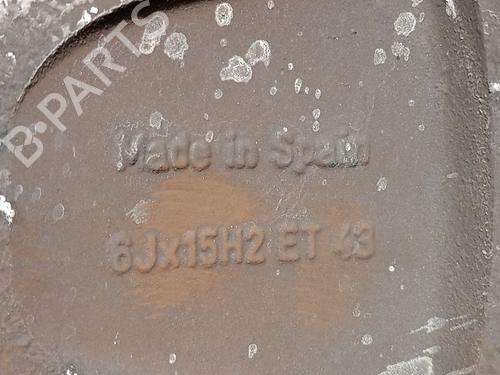 B-PARTS
Made in Spain
6Jx15H2 ET 43